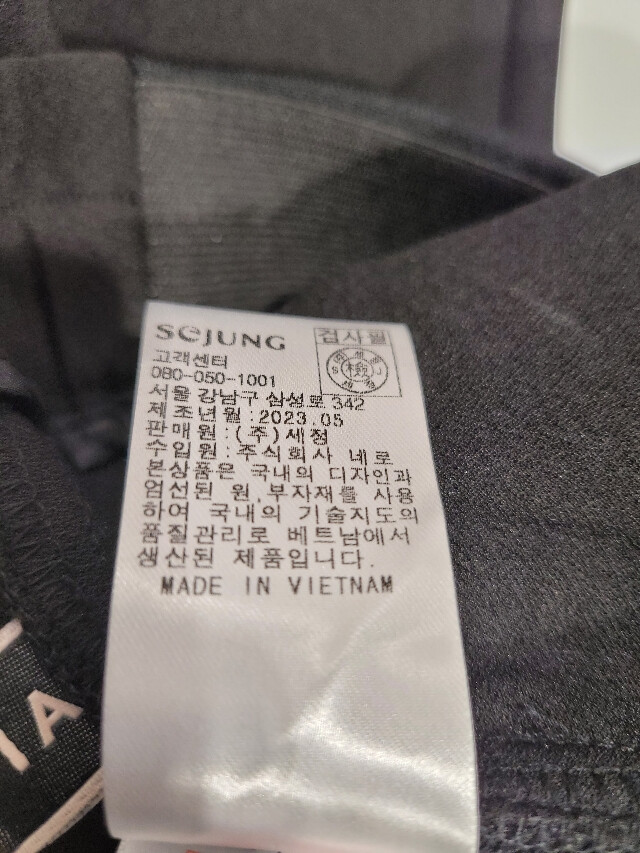 SEJUNG
검사필
檢
고객센터
080-050-1001
서울 강남구 삼성로 342
제조년월:2023.05
판매원:(주)세정
수입원:주식회사 네로
본상품은 국내의 디자인과
엄선된 원,부자재를 사용
하여 국내의 기술지도의
품질관리로 베트남에서
생산된 제품입니다.
MADE IN VIETNAM
IA